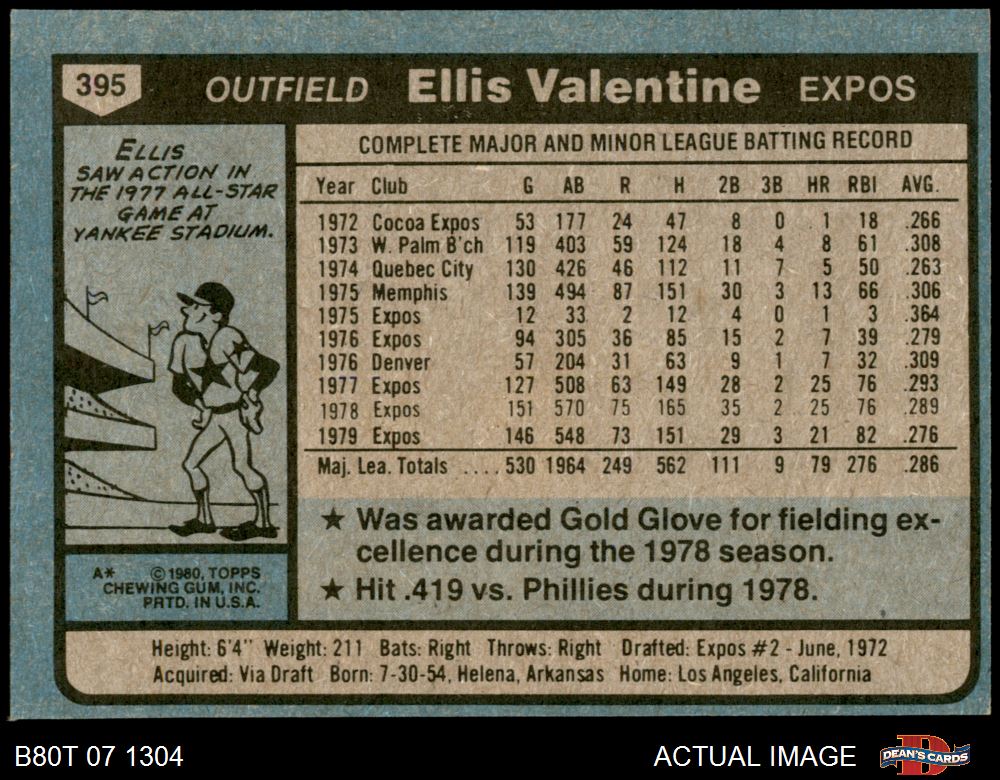 395 OUTFIELD Ellis Valentine EXPOS
ELLIS
SAW ACTION IN
THE 1977 ALL-STAR
GAME AT
YANKEE STADIUM.
A* ©1980, TOPPS
CHEWING GUM, INC.
PRTD. IN U.S.A.
COMPLETE MAJOR AND MINOR LEAGUE BATTING RECORD
Year Club G AB R H 2B 3B HR RBI AVG.
1972 Cocoa Expos 53 177 24 47 8 0 1 18 .266
1973 W. Palm B'ch 119 403 59 124 18 4 8 61 .308
1974 Quebec City 130 426 46 112 11 7 5 50 .263
1975 Memphis 139 494 87 151 30 3 13 66 .306
1975 Expos 12 33 2 12 4 0 1 3 .364
1976 Expos 94 305 36 85 15 2 7 39 .279
1976 Denver 57 204 31 63 9 1 7 32 .309
1977 Expos 127 508 63 149 28 2 25 76 .293
1978 Expos 151 570 75 165 35 2 25 76 .289
1979 Expos 146 548 73 151 29 3 21 82 .276
Maj. Lea. Totals .... 530 1964 249 562 111 9 79 276 .286
★ Was awarded Gold Glove for fielding ex-
cellence during the 1978 season.
★ Hit .419 vs. Phillies during 1978.
Height: 6'4" Weight: 211 Bats: Right Throws: Right Drafted: Expos #2 - June, 1972
Acquired: Via Draft Born: 7-30-54, Helena, Arkansas Home: Los Angeles, California
B80T 07 1304 ACTUAL IMAGE DEAN'S CARDS